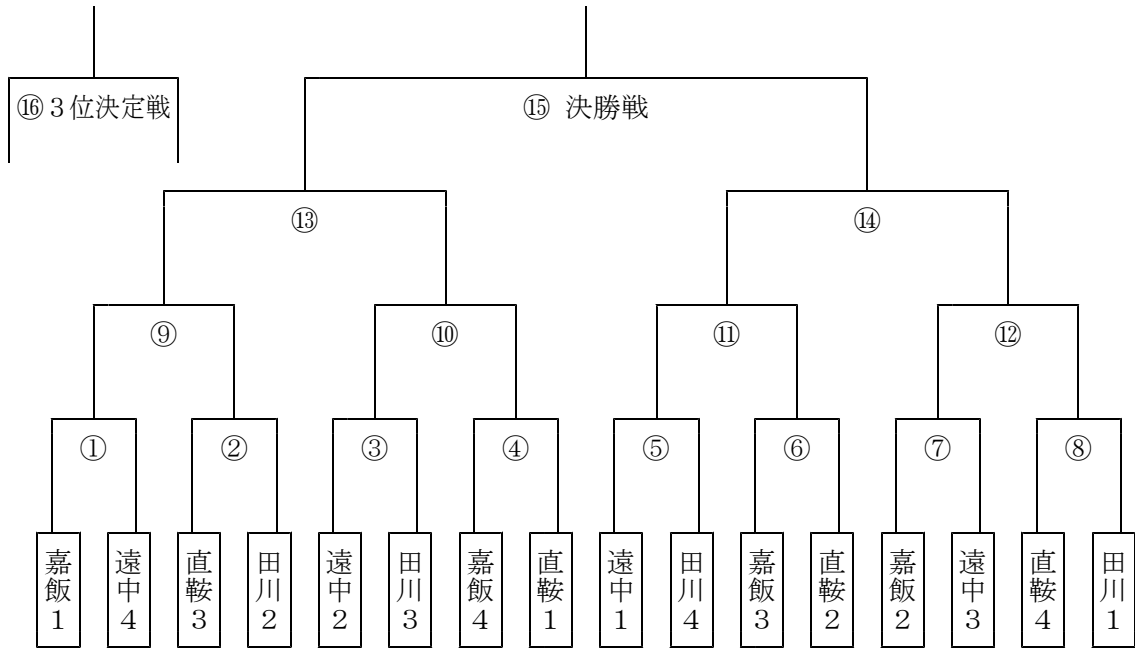 ⑯３位決定戦
⑮ 決勝戦
⑬
⑭
⑨
⑩
⑪
⑫
①
②
③
④
⑤
⑥
⑦
⑧
嘉飯１
遠中４
直鞍３
田川２
遠中２
田川３
嘉飯４
直鞍１
遠中１
田川４
嘉飯３
直鞍２
嘉飯２
遠中３
直鞍４
田川１